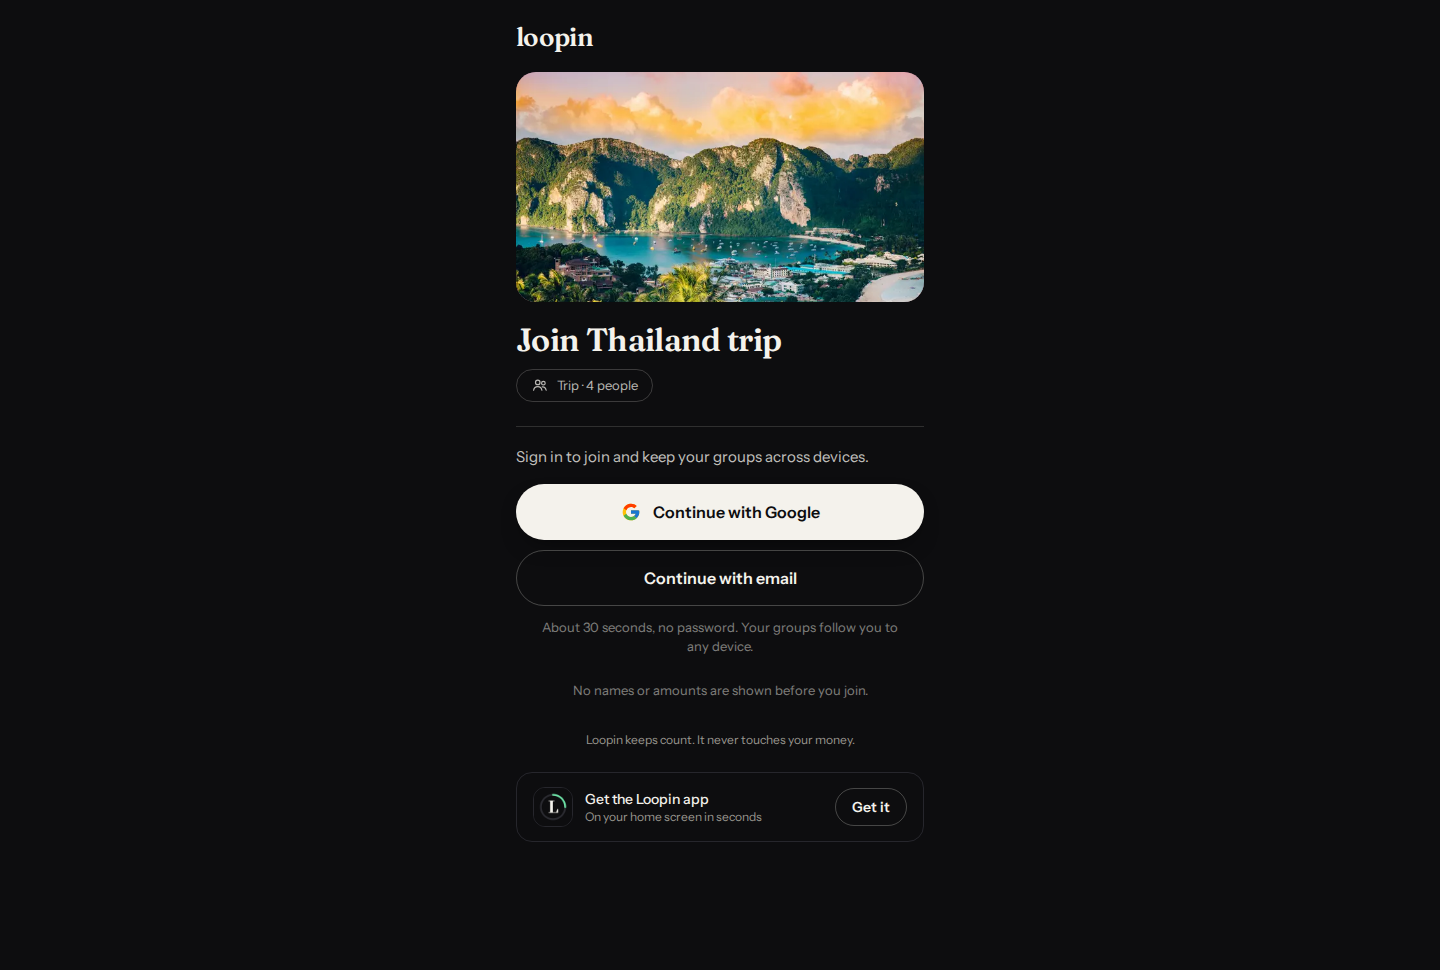 loopin
Join Thailand trip
Trip · 4 people
Sign in to join and keep your groups across devices.
Continue with Google
Continue with email
About 30 seconds, no password. Your groups follow you to
any device.
No names or amounts are shown before you join.
Loopin keeps count. It never touches your money.
L
Get the Loopin app
On your home screen in seconds
Get it